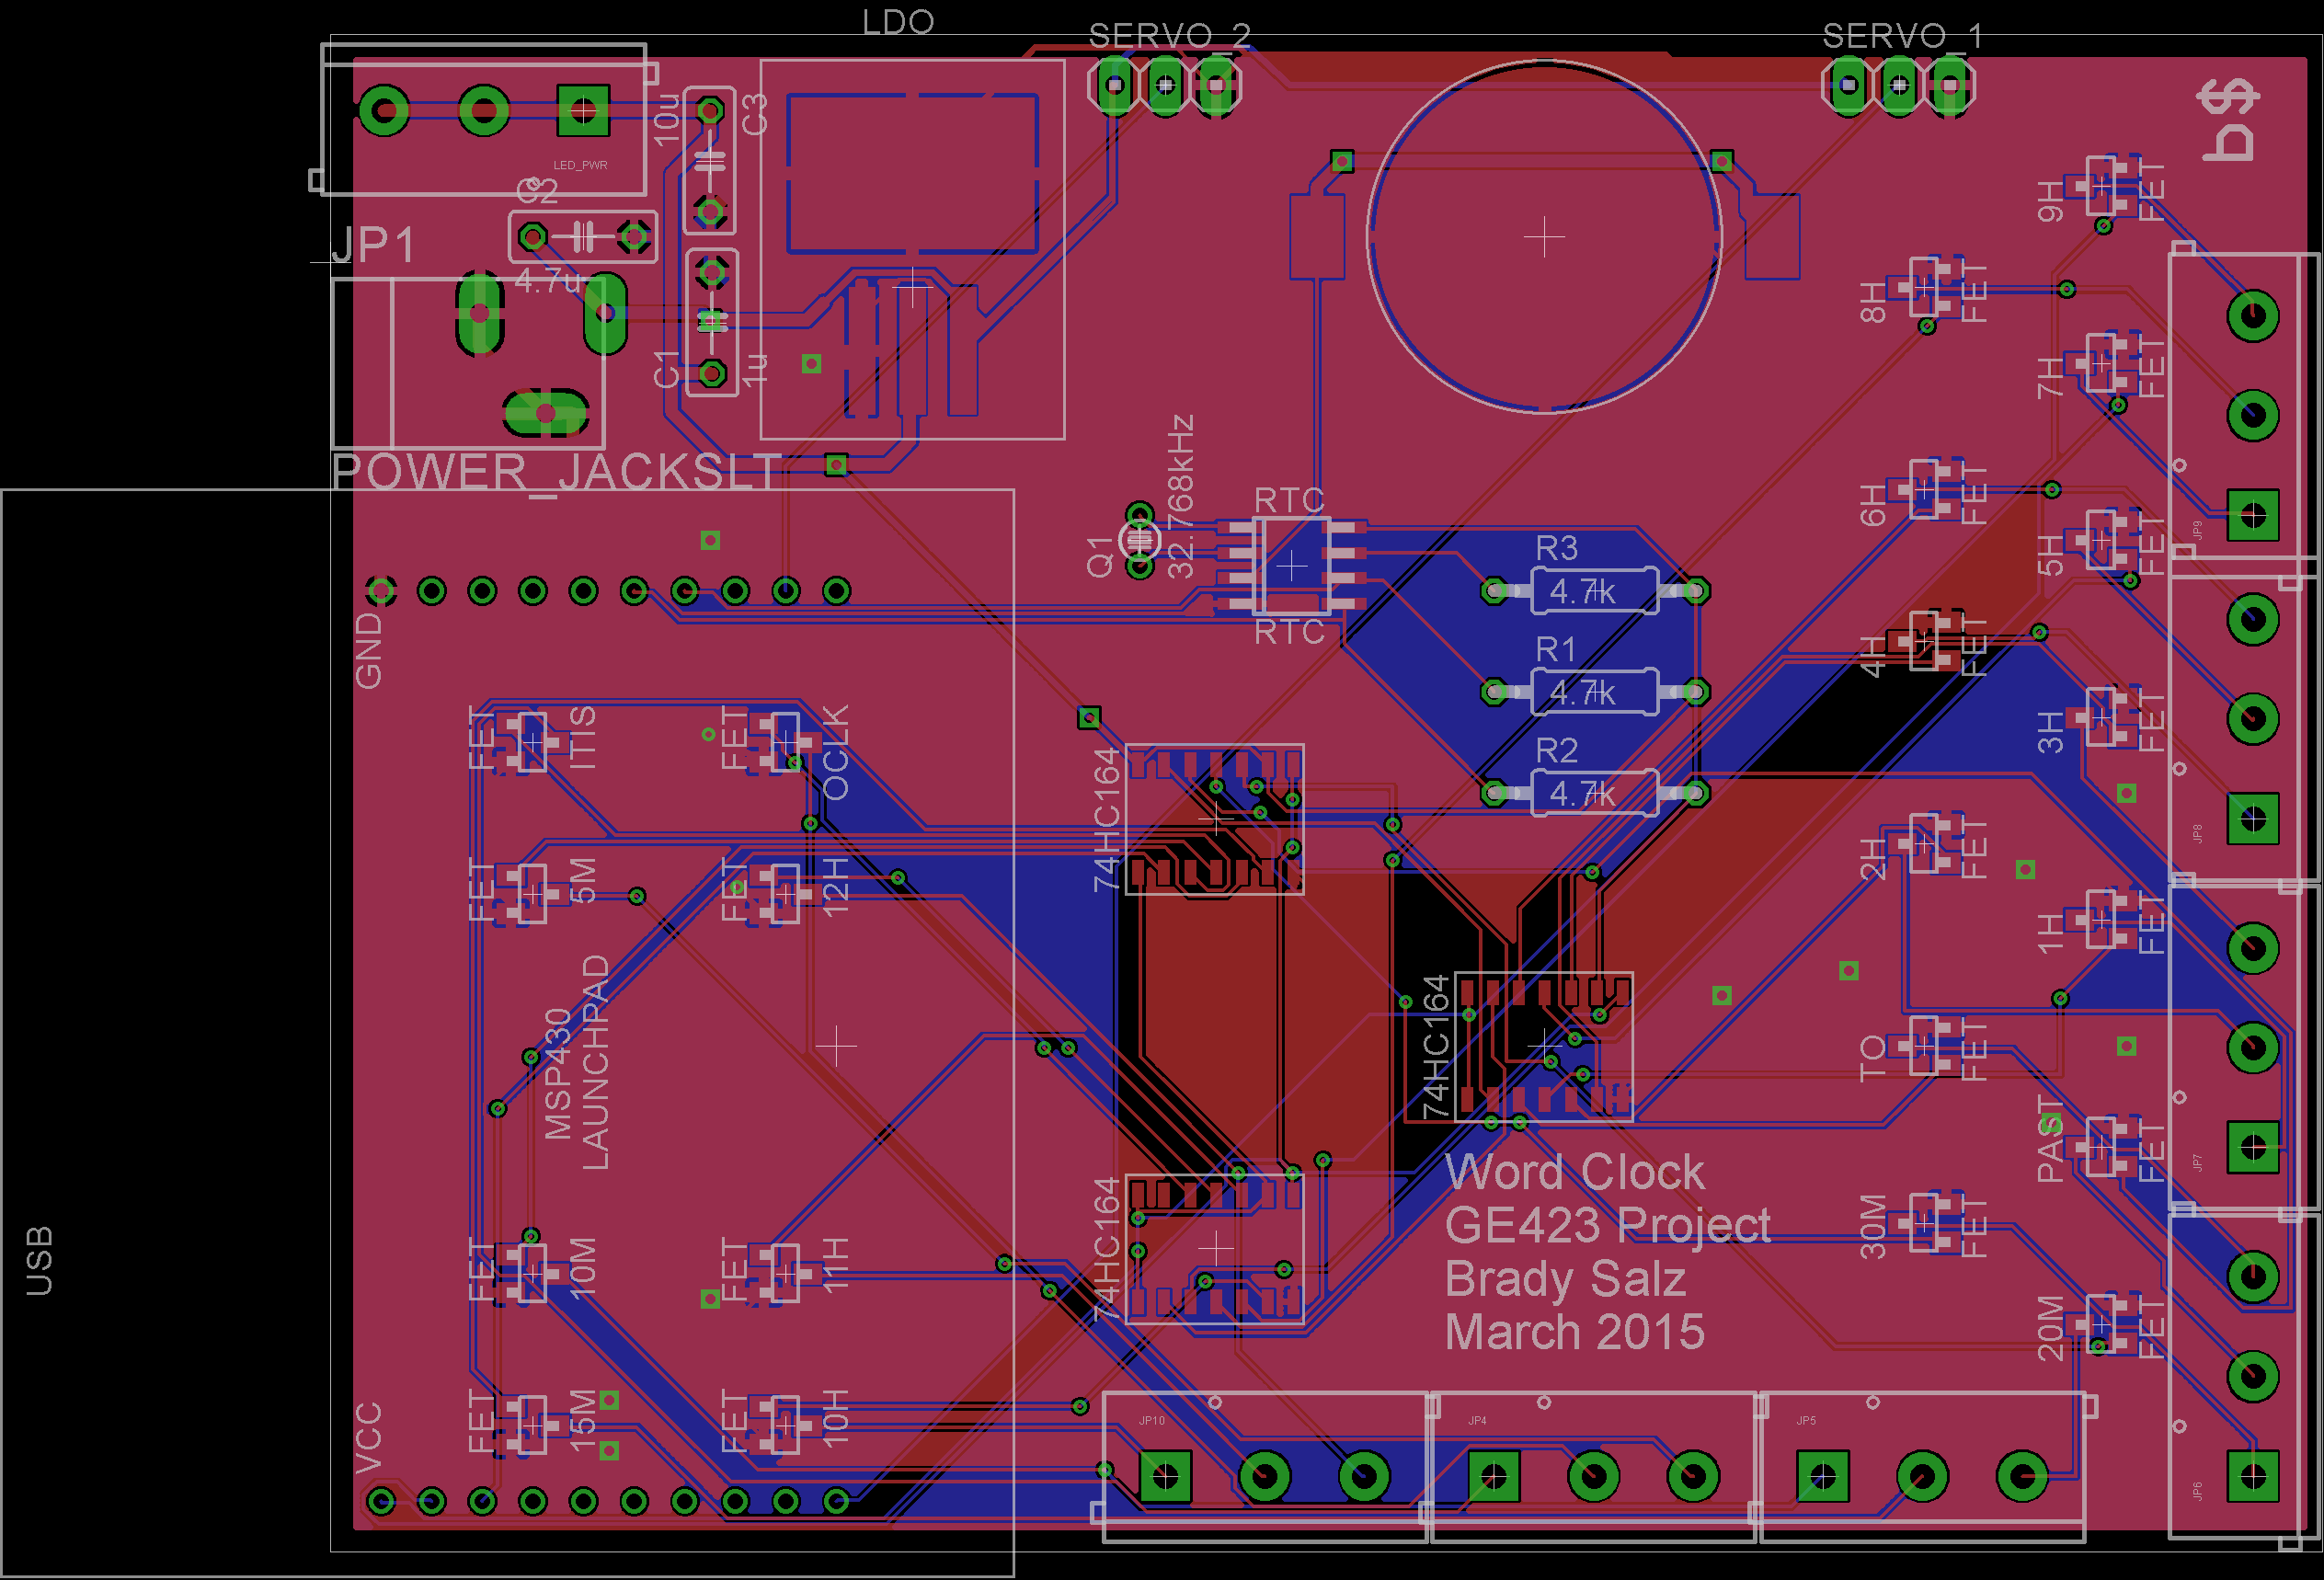 LDO
SERVO_2
SERVO_1
b$
10u
C3
LED_PWR
C2
9H
FET
JP1
4.7u
8H
FET
C1
1u
7H
FET
POWER_JACKSLT
32.768kHz
Q1
RTC
6H
FET
JP9
R3
4.7k
5H
FET
GND
RTC
R1
4.7k
4H
FET
FET
ITIS
FET
OCLK
3H
FET
R2
4.7k
74HC164
2H
FET
JP8
FET
5M
FET
12H
1H
FET
MSP430
LAUNCHPAD
74HC164
TO
FET
PAST
FET
JP7
Word Clock
GE423 Project
Brady Salz
March 2015
USB
FET
10M
FET
11H
74HC164
30M
FET
20M
FET
VCC
FET
15M
FET
10H
JP10
JP4
JP5
JP6